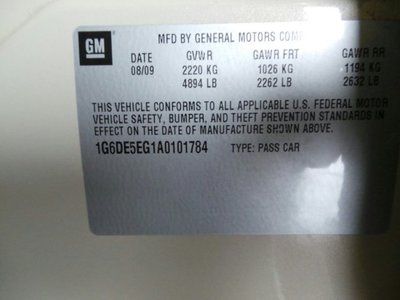 GM
MFD BY GENERAL MOTORS CORP
DATE GVWR GAWR FRT GAWR RR
08/09 2220 KG 1026 KG 1194 KG
4894 LB 2262 LB 2632 LB
THIS VEHICLE CONFORMS TO ALL APPLICABLE U.S. FEDERAL MOTOR
VEHICLE SAFETY, BUMPER, AND THEFT PREVENTION STANDARDS IN
EFFECT ON THE DATE OF MANUFACTURE SHOWN ABOVE.
1G6DE5EG1A0101784 TYPE: PASS CAR